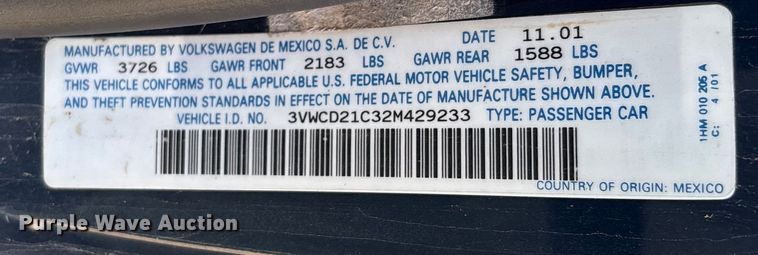 MANUFACTURED BY VOLKSWAGEN DE MEXICO S.A. DE C.V. DATE 11.01
GVWR 3726 LBS GAWR FRONT 2183 LBS GAWR REAR 1588 LBS
THIS VEHICLE CONFORMS TO ALL APPLICABLE U.S. FEDERAL MOTOR VEHICLE SAFETY, BUMPER,
AND THEFT PREVENTION STANDARDS IN EFFECT ON THE DATE OF MANUFACTURE SHOWN ABOVE.
VEHICLE I.D. NO. 3VWCD21C32M429233 TYPE: PASSENGER CAR
COUNTRY OF ORIGIN: MEXICO
1HM 010 205 A
C: 4 /01
Purple Wave Auction